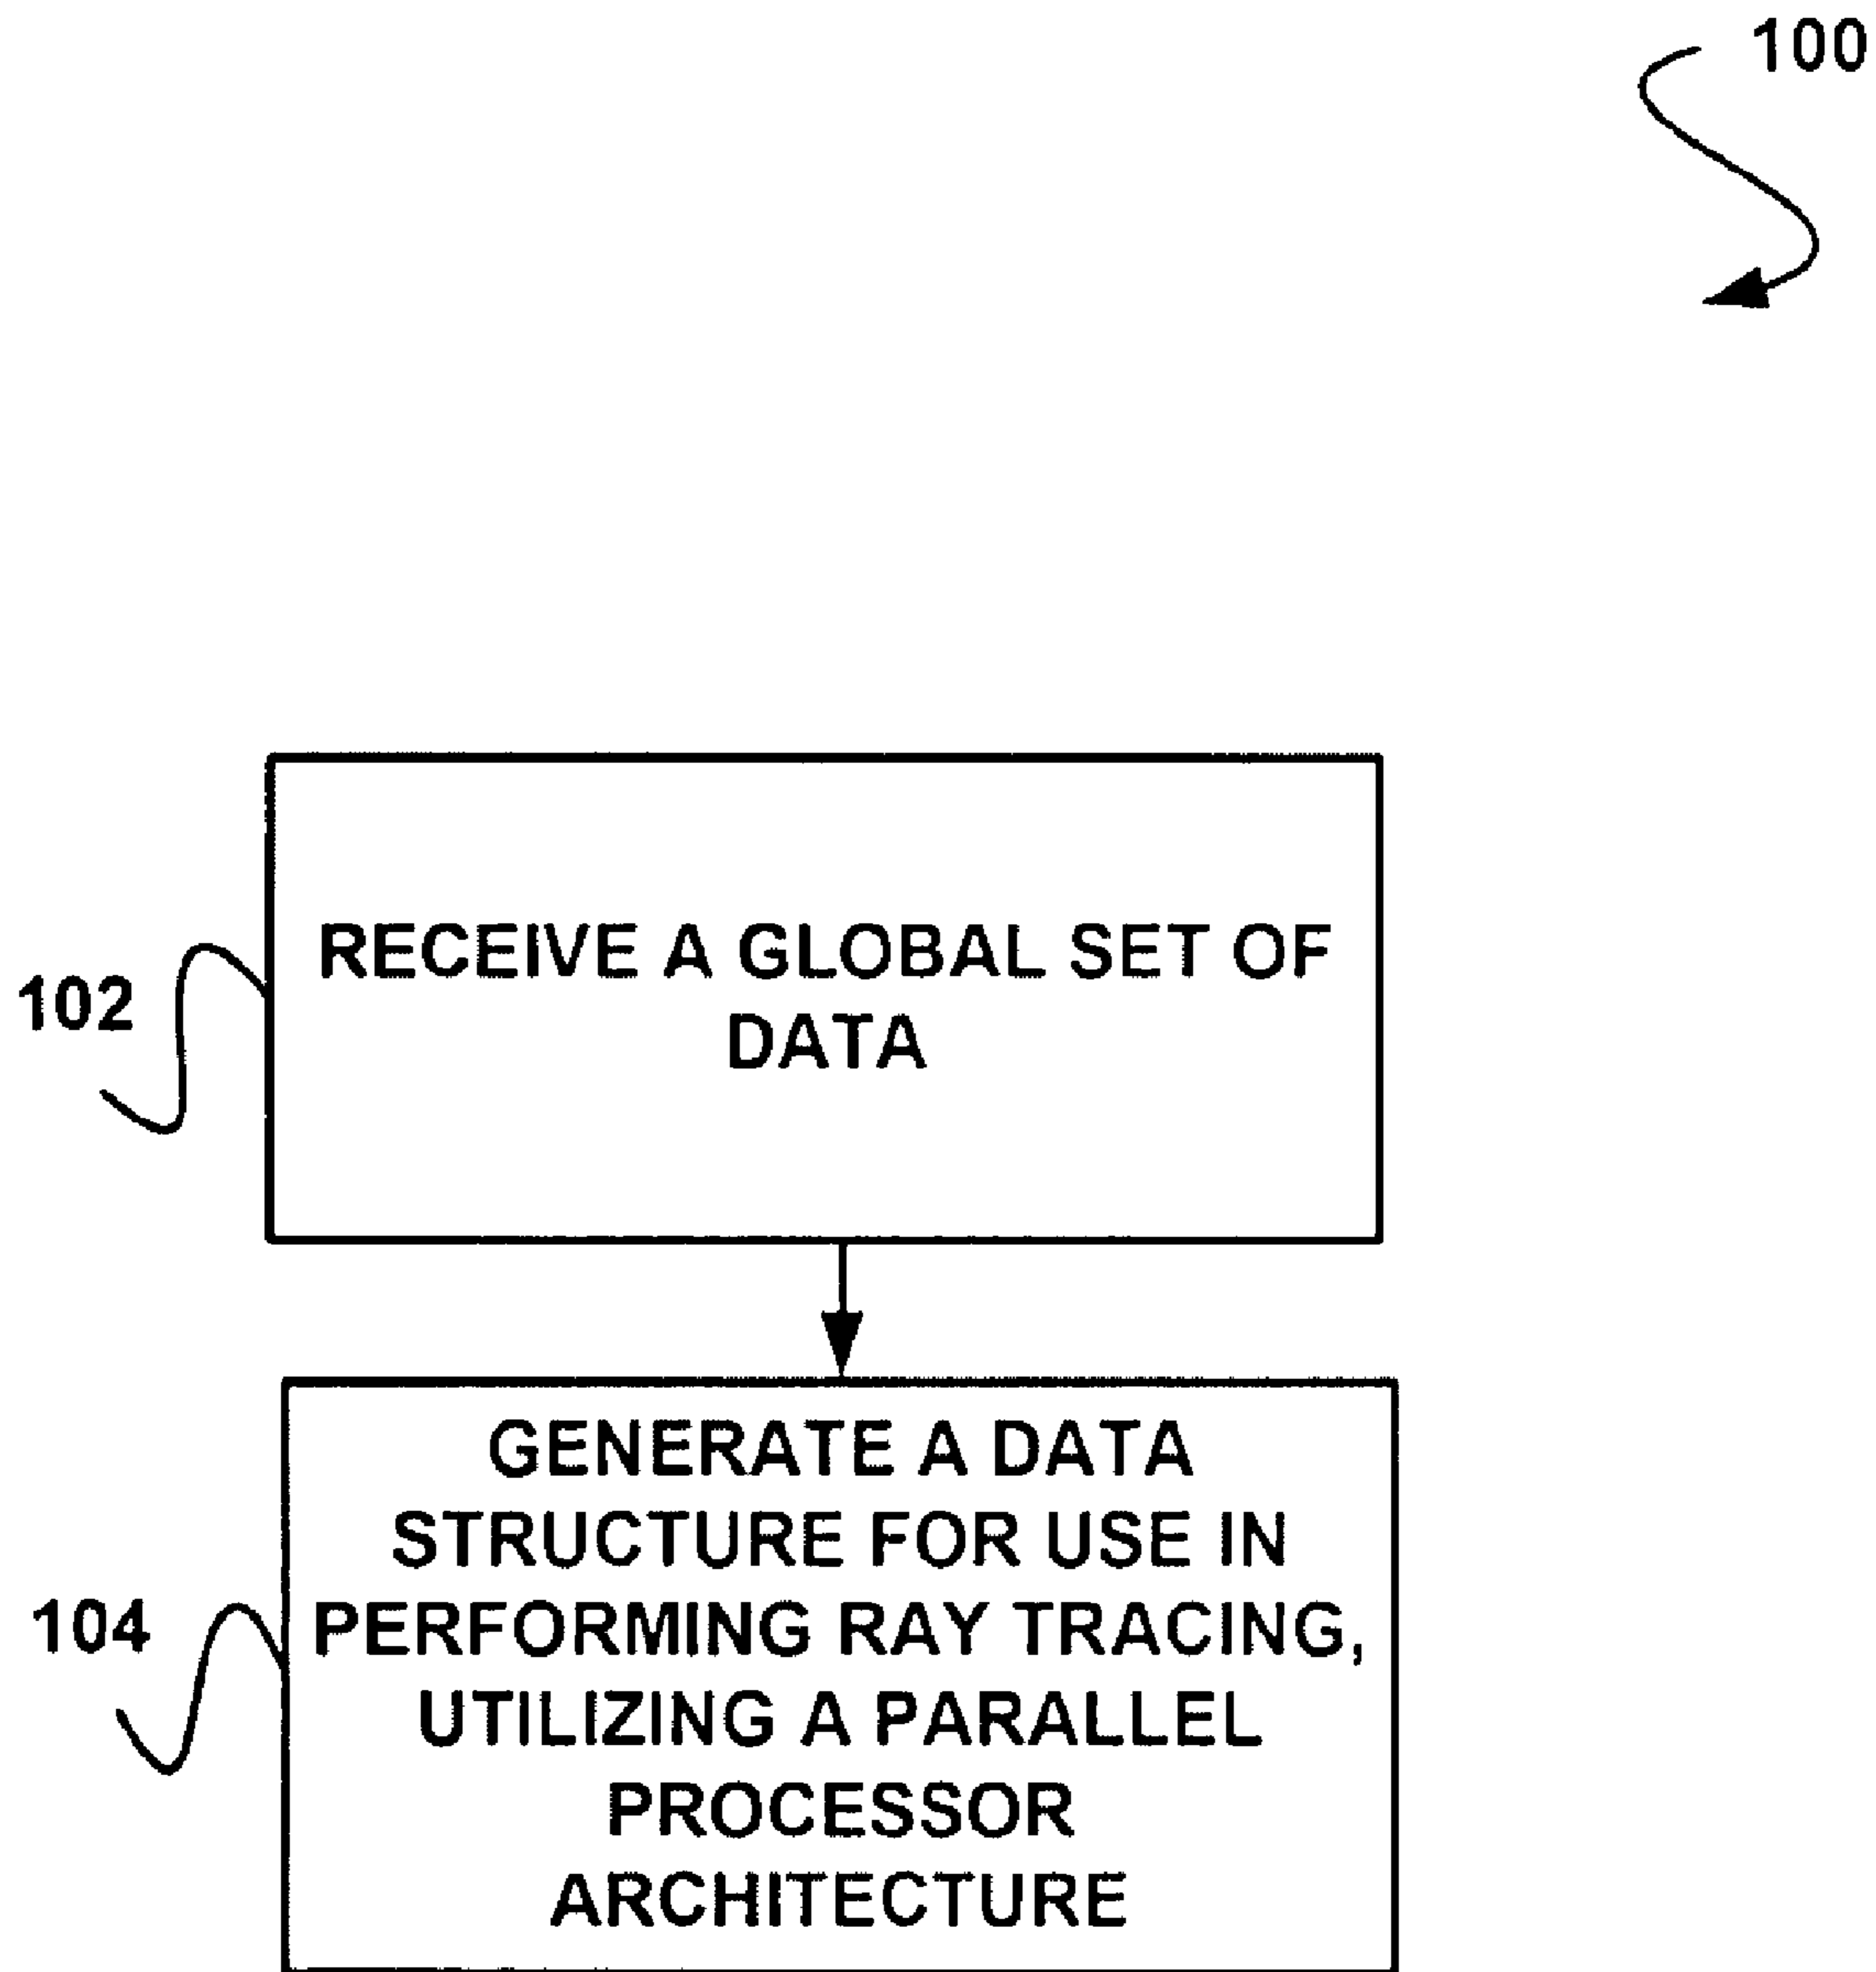 100
RECEIVE A GLOBAL SET OF
DATA
102
GENERATE A DATA
STRUCTURE FOR USE IN
PERFORMING RAY TRACING,
UTILIZING A PARALLEL
PROCESSOR
ARCHITECTURE
104